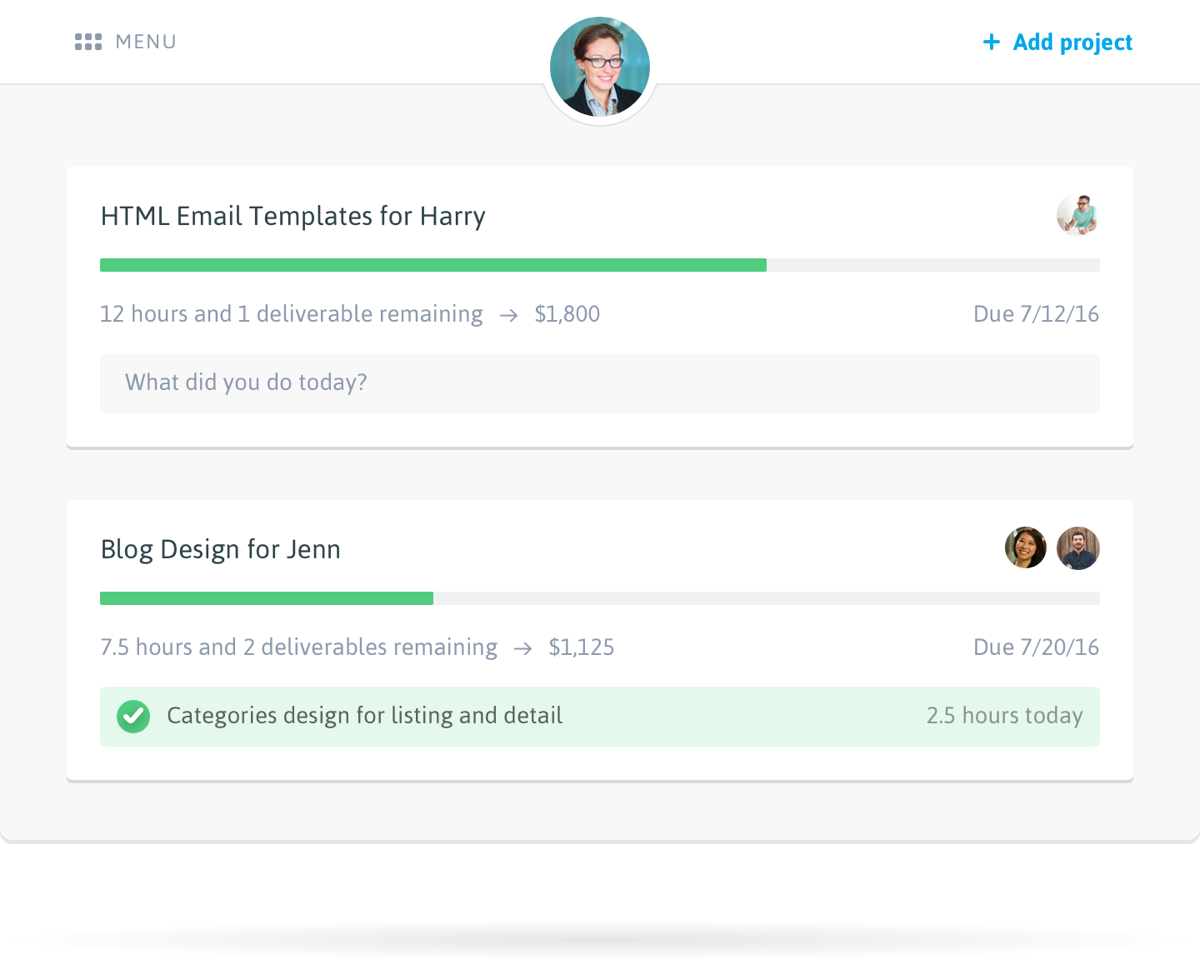 MENU
+ Add project
HTML Email Templates for Harry
12 hours and 1 deliverable remaining → $1,800
Due 7/12/16
What did you do today?
Blog Design for Jenn
7.5 hours and 2 deliverables remaining → $1,125
Due 7/20/16
Categories design for listing and detail
2.5 hours today